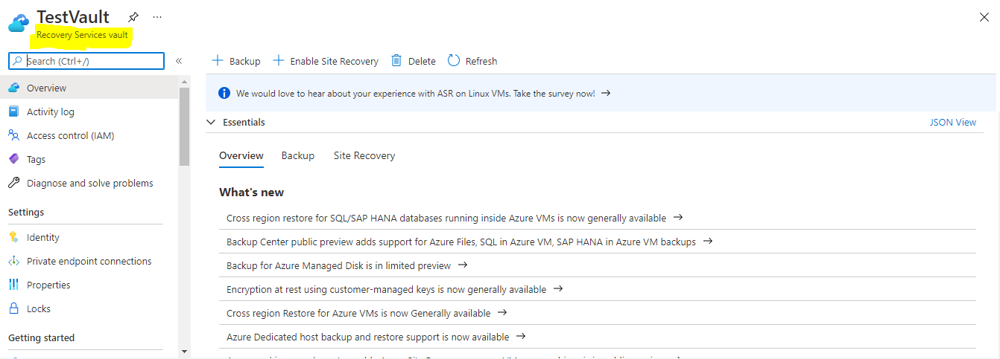 TestVault
...
Recovery Services vault
Search (Ctrl+/)
«
Overview
Activity log
Access control (IAM)
Tags
Diagnose and solve problems
Settings
Identity
Private endpoint connections
Properties
Locks
Getting started
Backup
Enable Site Recovery
Delete
Refresh
We would love to hear about your experience with ASR on Linux VMs. Take the survey now! →
Essentials
JSON View
Overview
Backup
Site Recovery
What's new
Cross region restore for SQL/SAP HANA databases running inside Azure VMs is now generally available →
Backup Center public preview adds support for Azure Files, SQL in Azure VM, SAP HANA in Azure VM backups →
Backup for Azure Managed Disk is in limited preview →
Encryption at rest using customer-managed keys is now generally available →
Cross region Restore for Azure VMs is now Generally available →
Azure Dedicated host backup and restore support is now available →